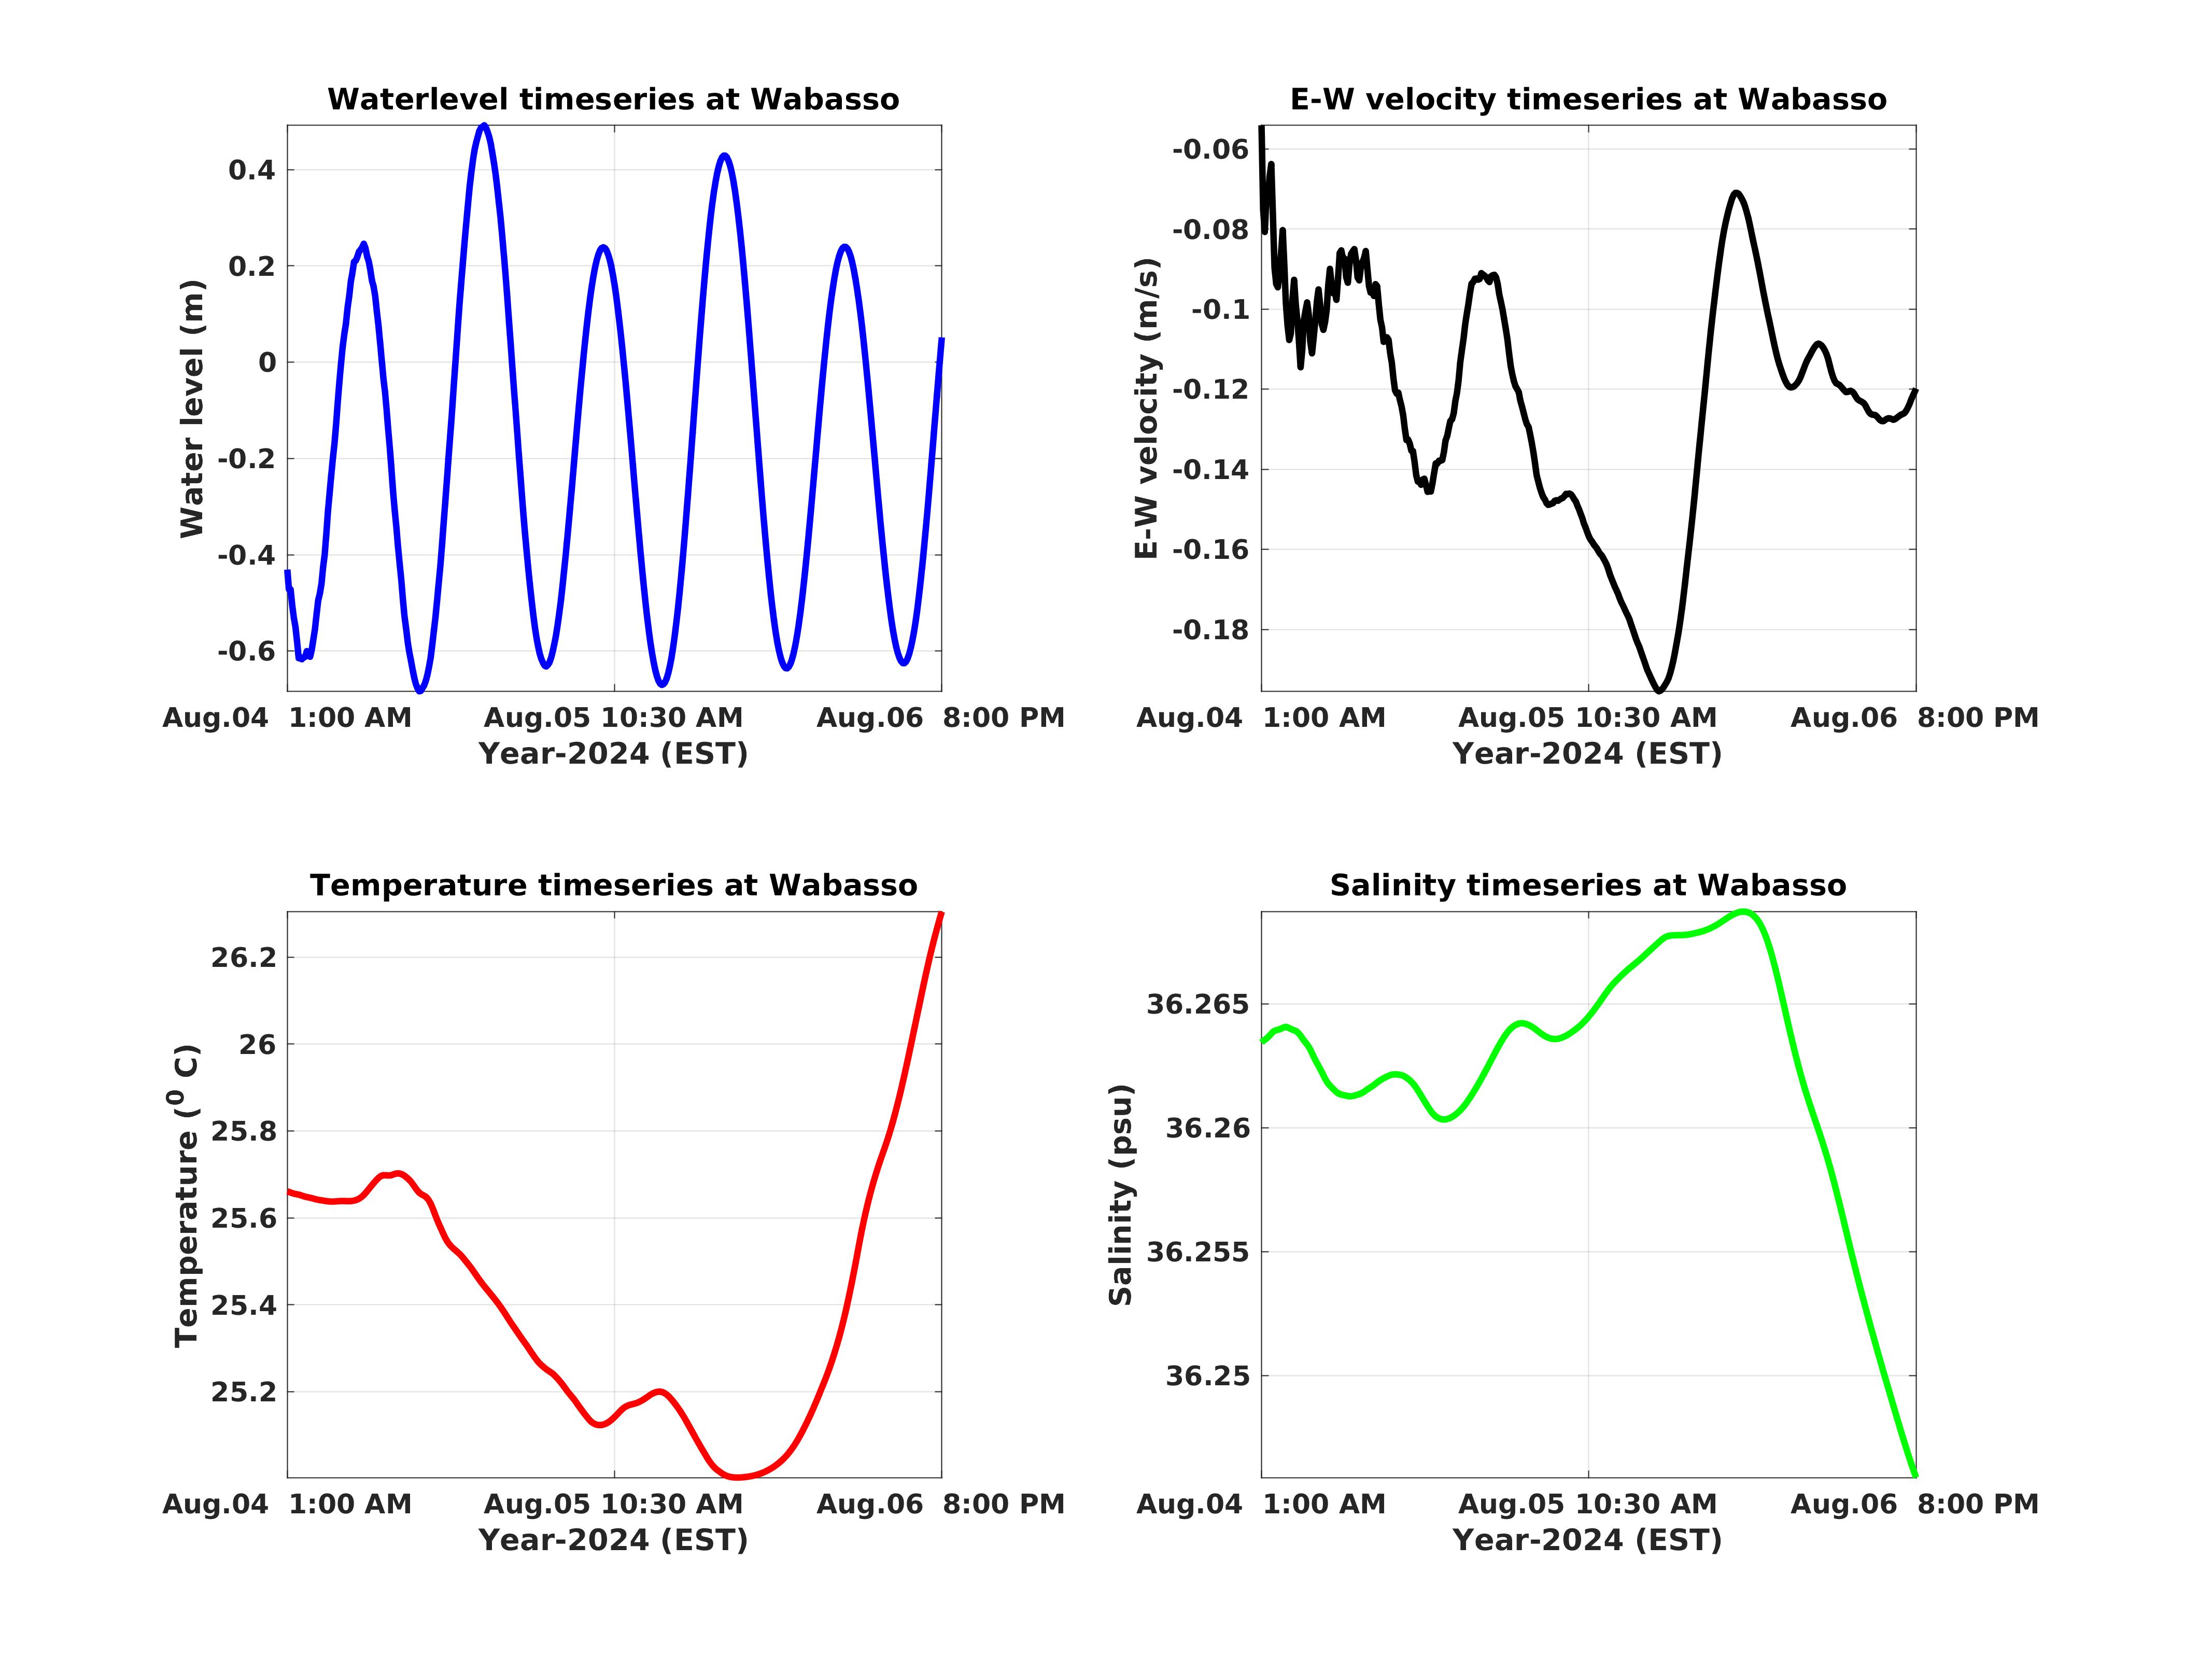 Waterlevel timeseries at Wabasso
0.4
0.2
0
-0.2
-0.4
-0.6
Water level (m)
Aug.04 1:00 AM Aug.05 10:30 AM Aug.06 8:00 PM
Year-2024 (EST)
E-W velocity timeseries at Wabasso
-0.06
-0.08
-0.1
-0.12
-0.14
-0.16
-0.18
E-W velocity (m/s)
Aug.04 1:00 AM Aug.05 10:30 AM Aug.06 8:00 PM
Year-2024 (EST)
Temperature timeseries at Wabasso
26.2
26
25.8
25.6
25.4
25.2
Temperature (⁰ C)
Aug.04 1:00 AM Aug.05 10:30 AM Aug.06 8:00 PM
Year-2024 (EST)
Salinity timeseries at Wabasso
36.265
36.26
36.255
36.25
Salinity (psu)
Aug.04 1:00 AM Aug.05 10:30 AM Aug.06 8:00 PM
Year-2024 (EST)